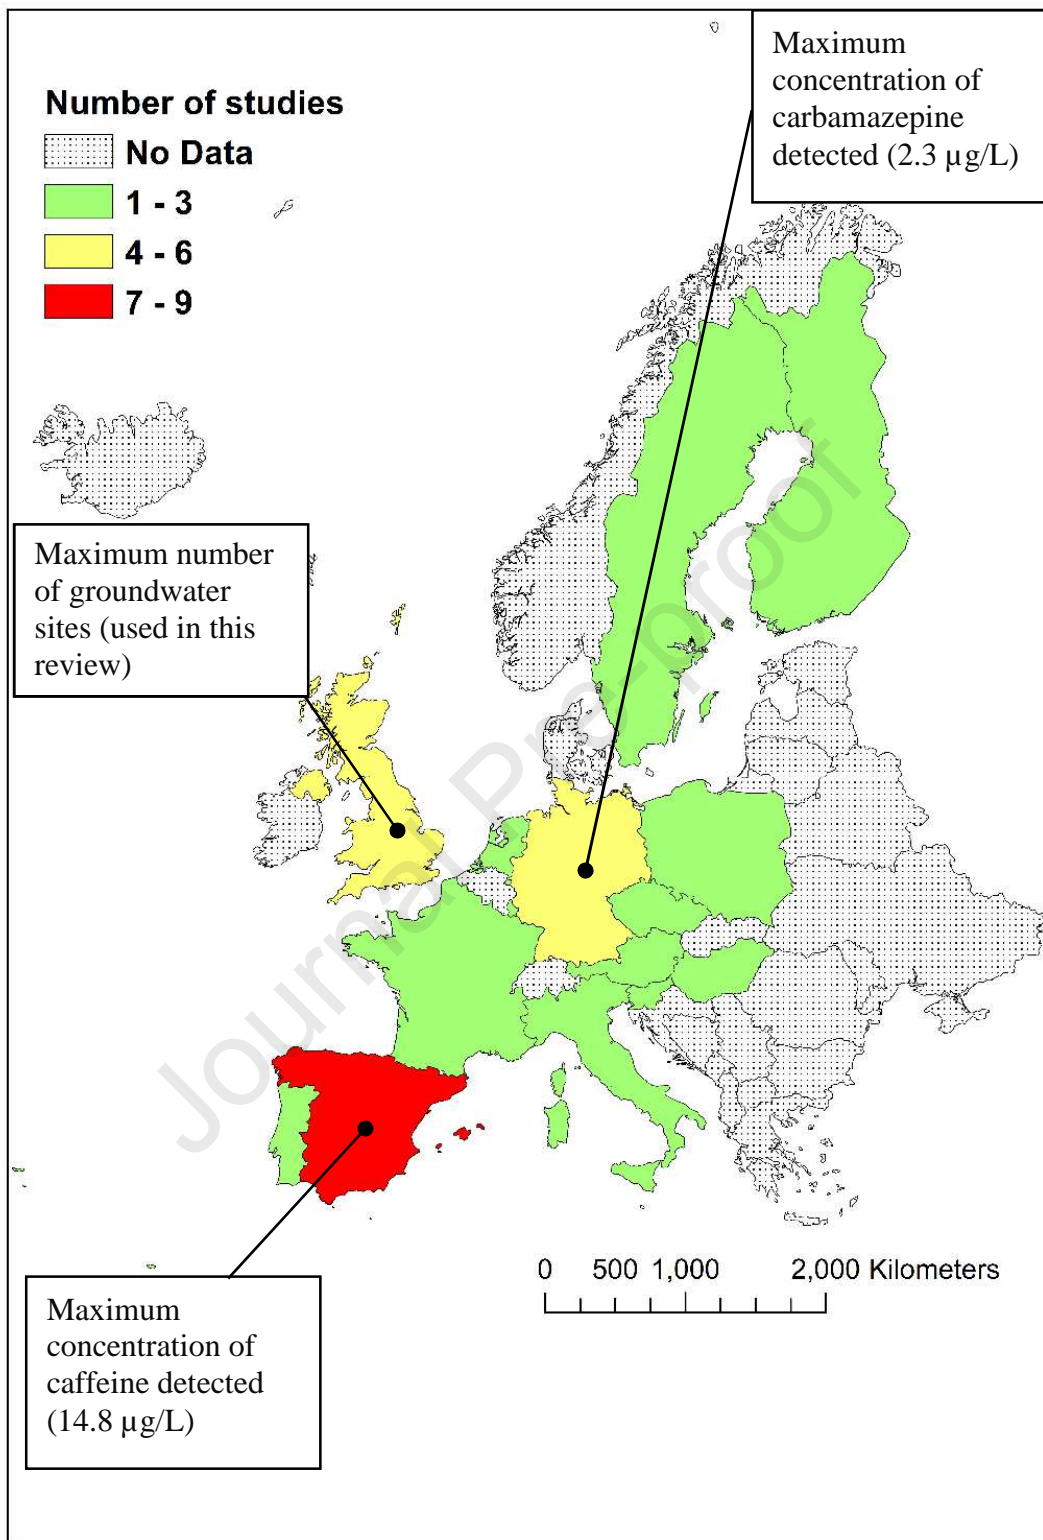 Maximum
concentration of
carbamazepine
detected (2.3 µg/L)
Number of studies
No Data
1 - 3
4 - 6
7 - 9
Maximum number
of groundwater
sites (used in this
review)
Journal Pre-proof
0 500 1,000 2,000 Kilometers
Maximum
concentration of
caffeine detected
(14.8 µg/L)